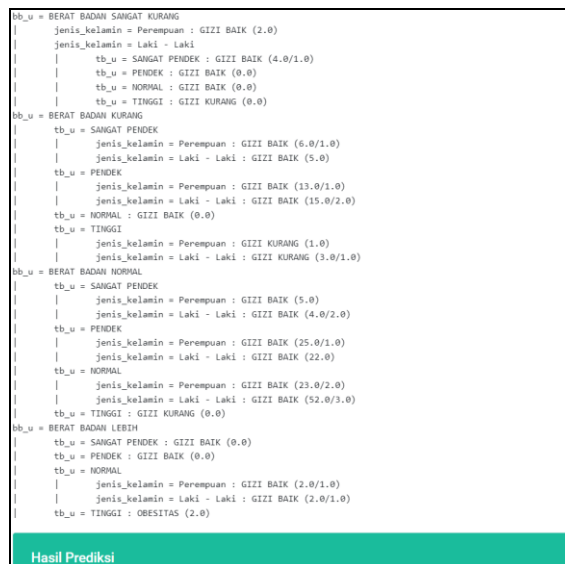 bb_u = BERAT BADAN SANGAT KURANG
|	jenis_kelamin = Perempuan : GIZI BAIK (2.0)
|	jenis_kelamin = Laki - Laki
|	|	tb_u = SANGAT PENDEK : GIZI BAIK (4.0/1.0)
|	|	tb_u = PENDEK : GIZI BAIK (0.0)
|	|	tb_u = NORMAL : GIZI BAIK (0.0)
|	|	tb_u = TINGGI : GIZI KURANG (0.0)
bb_u = BERAT BADAN KURANG
|	tb_u = SANGAT PENDEK
|	|	jenis_kelamin = Perempuan : GIZI BAIK (6.0/1.0)
|	|	jenis_kelamin = Laki - Laki : GIZI BAIK (5.0)
|	tb_u = PENDEK
|	|	jenis_kelamin = Perempuan : GIZI BAIK (13.0/1.0)
|	|	jenis_kelamin = Laki - Laki : GIZI BAIK (15.0/2.0)
|	tb_u = NORMAL : GIZI BAIK (0.0)
|	tb_u = TINGGI
|	|	jenis_kelamin = Perempuan : GIZI KURANG (1.0)
|	|	jenis_kelamin = Laki - Laki : GIZI KURANG (3.0/1.0)
bb_u = BERAT BADAN NORMAL
|	tb_u = SANGAT PENDEK
|	|	jenis_kelamin = Perempuan : GIZI BAIK (5.0)
|	|	jenis_kelamin = Laki - Laki : GIZI BAIK (4.0/2.0)
|	tb_u = PENDEK
|	|	jenis_kelamin = Perempuan : GIZI BAIK (25.0/1.0)
|	|	jenis_kelamin = Laki - Laki : GIZI BAIK (22.0)
|	tb_u = NORMAL
|	|	jenis_kelamin = Perempuan : GIZI BAIK (23.0/2.0)
|	|	jenis_kelamin = Laki - Laki : GIZI BAIK (52.0/3.0)
|	tb_u = TINGGI : GIZI KURANG (0.0)
bb_u = BERAT BADAN LEBIH
|	tb_u = SANGAT PENDEK : GIZI BAIK (0.0)
|	tb_u = PENDEK : GIZI BAIK (0.0)
|	tb_u = NORMAL
|	|	jenis_kelamin = Perempuan : GIZI BAIK (2.0/1.0)
|	|	jenis_kelamin = Laki - Laki : GIZI BAIK (2.0/1.0)
|	tb_u = TINGGI : OBESITAS (2.0)
Hasil Prediksi